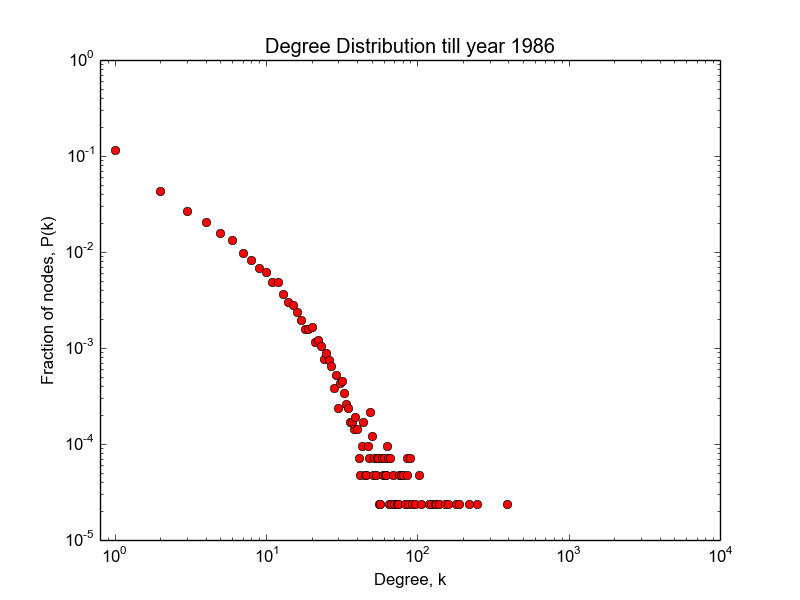 Degree Distribution till year 1986
Fraction of nodes, P(k)
10^0
10^-1
10^-2
10^-3
10^-4
10^-5
10^0 10^1 10^2 10^3 10^4
Degree, k